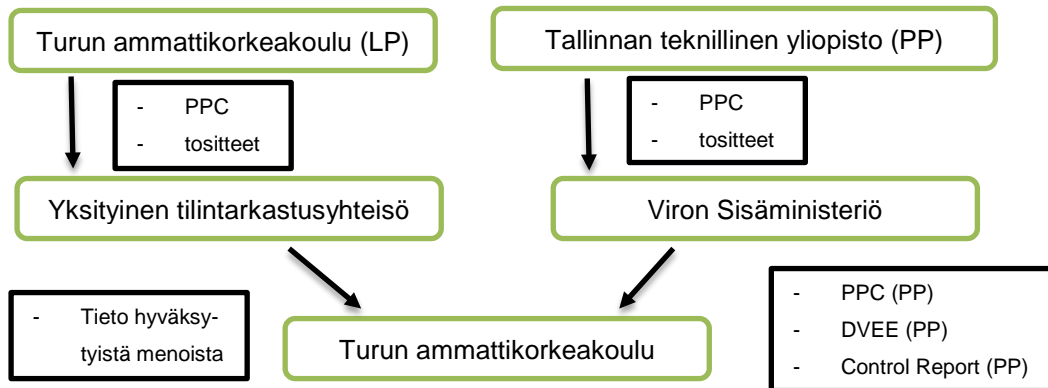 Turun ammattikorkeakoulu (LP)
Tallinnan teknillinen yliopisto (PP)
- PPC
- tositteet
- PPC
- tositteet
Yksityinen tilintarkastusyhteisö
Viron Sisäministeriö
- Tieto hyväksy-
tyistä menoista
Turun ammattikorkeakoulu
- PPC (PP)
- DVEE (PP)
- Control Report (PP)